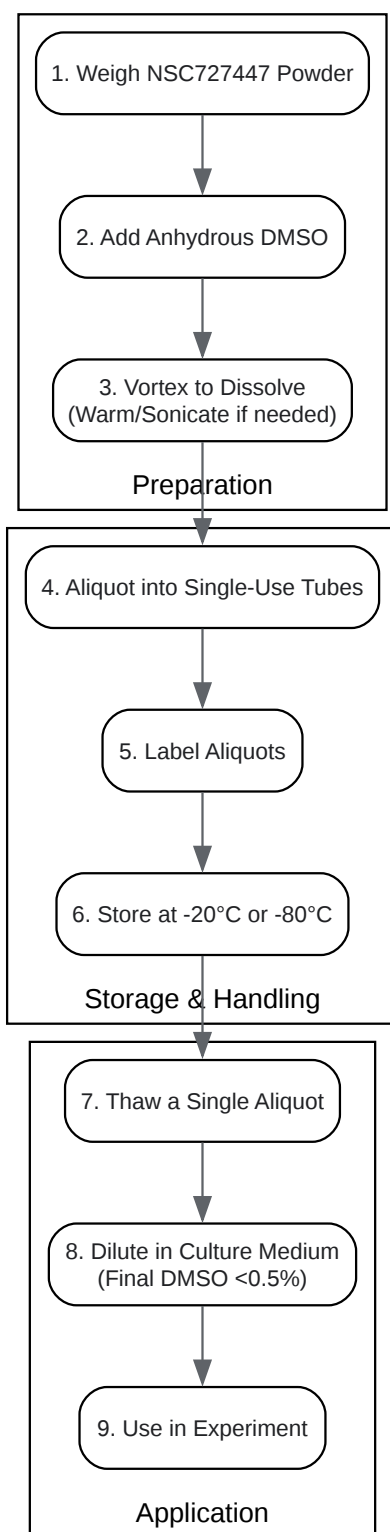 1. Weigh NSC727447 Powder
2. Add Anhydrous DMSO
3. Vortex to Dissolve
(Warm/Sonicate if needed)
Preparation
4. Aliquot into Single-Use Tubes
5. Label Aliquots
6. Store at -20°C or -80°C
Storage & Handling
7. Thaw a Single Aliquot
8. Dilute in Culture Medium
(Final DMSO <0.5%)
9. Use in Experiment
Application